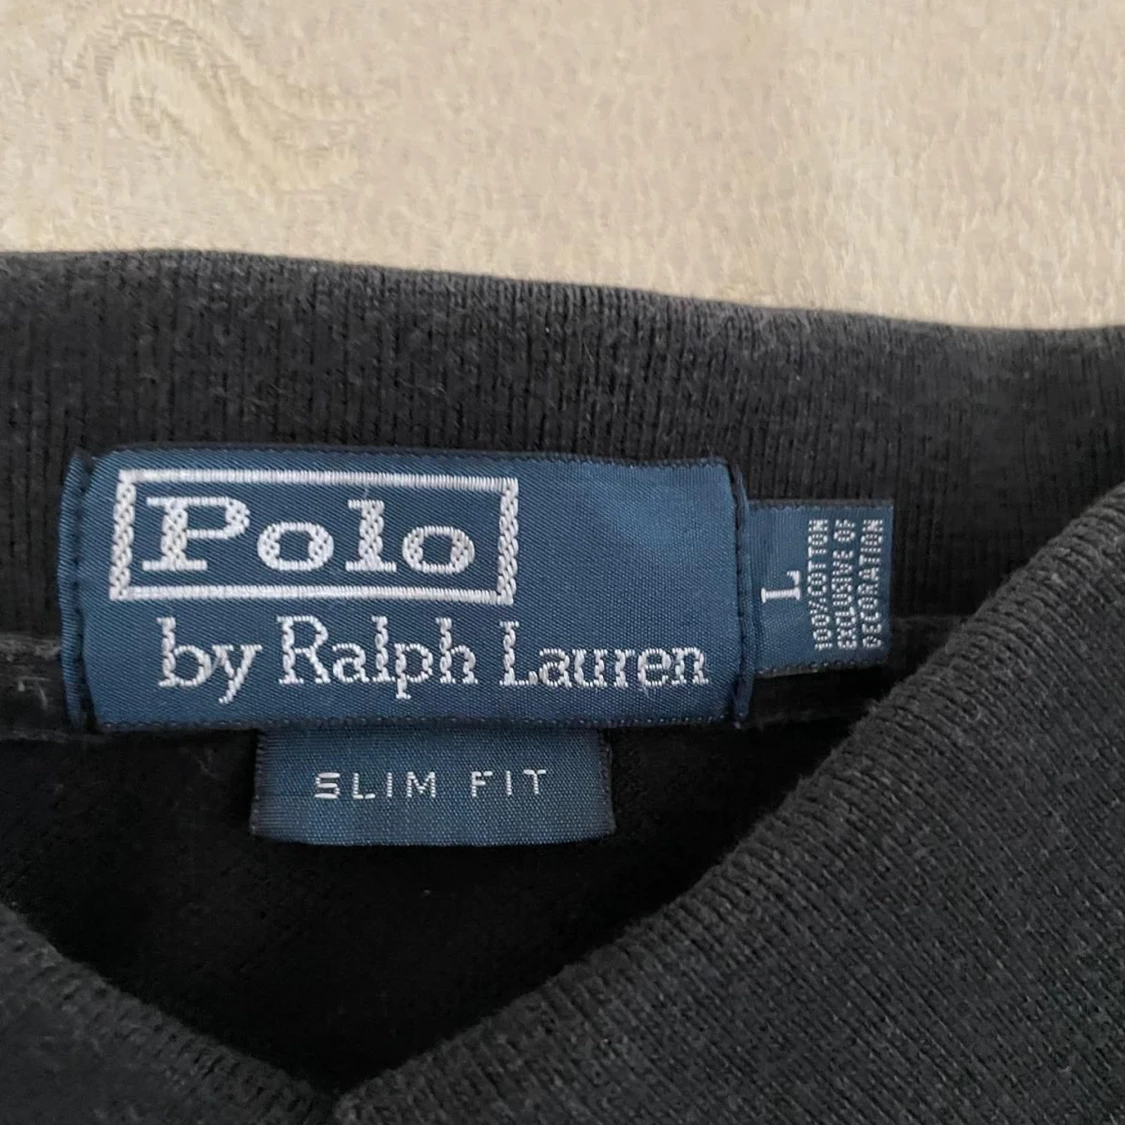 Polo
by Ralph Lauren
SLIM FIT
L
100% COTTON
EXCLUSIVE OF
DECORATION